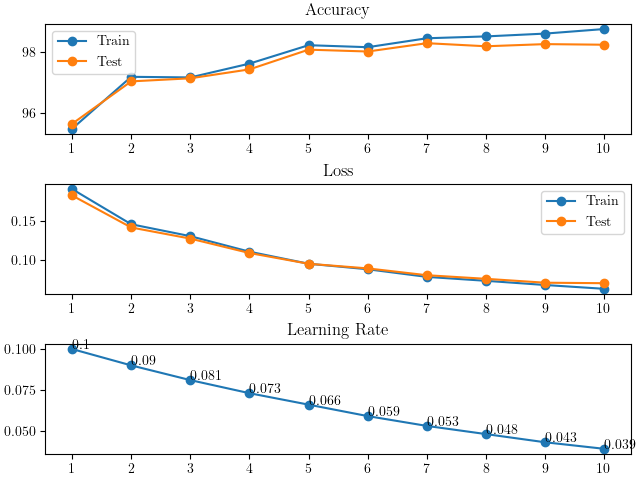 Accuracy
98
96
Train
Test
1 2 3 4 5 6 7 8 9 10
Loss
0.15
0.10
Train
Test
1 2 3 4 5 6 7 8 9 10
Learning Rate
0.100
0.075
0.050
0.1
0.09
0.081
0.073
0.066
0.059
0.053
0.048
0.043
0.039
1 2 3 4 5 6 7 8 9 10